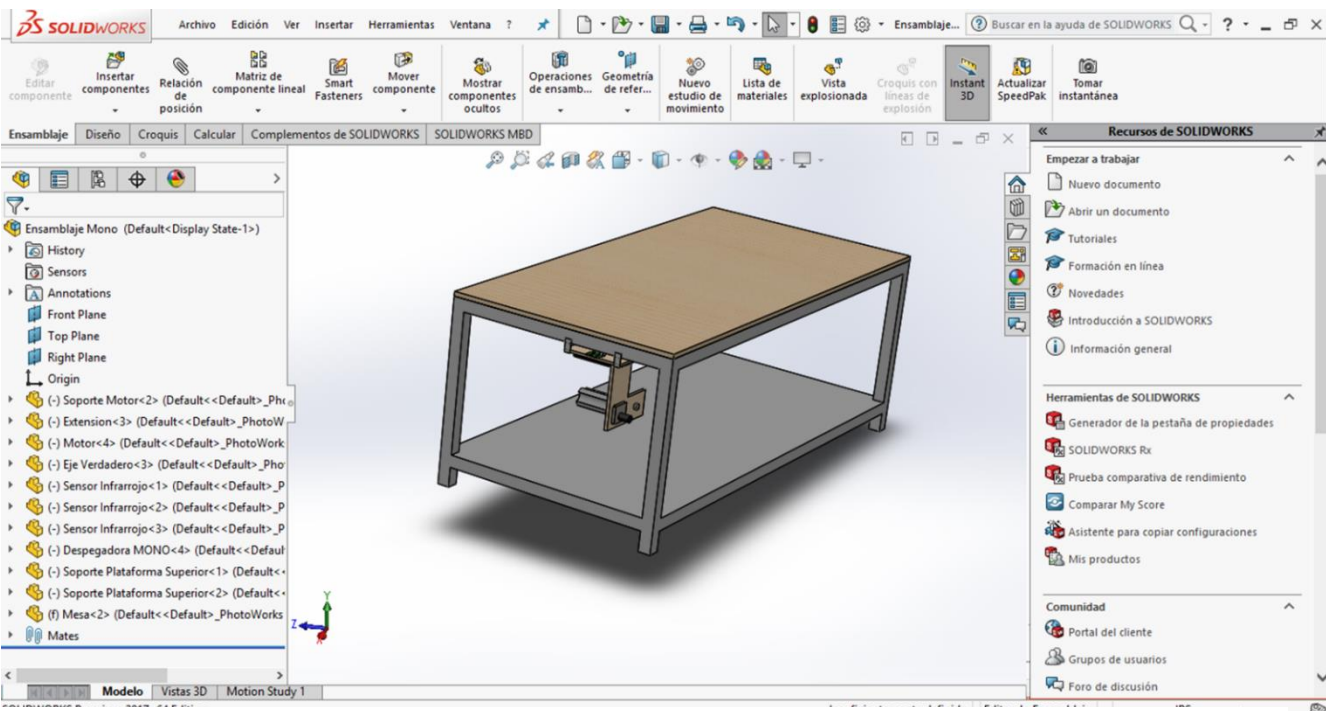 SOLIDWORKS Archivo Edición Ver Insertar Herramientas Ventana ? Ensamblaje... Buscar en la ayuda de SOLIDWORKS ?
Editar componente
Insertar componentes
Relación de posición
Matriz de componente lineal
Smart Fasteners
Mover componente
Mostrar componentes ocultos
Operaciones de ensamb...
Geometría de refer...
Nuevo estudio de movimiento
Lista de materiales
Vista explosionada
Croquis con líneas de explosión
Instant 3D
Actualizar SpeedPak
Tomar instantánea
Ensamblaje Diseño Croquis Calcular Complementos de SOLIDWORKS SOLIDWORKS MBD
Ensamblaje Mono (Default<Display State-1>)
History
Sensors
Annotations
Front Plane
Top Plane
Right Plane
Origin
(-) Soporte Motor<2> (Default<<Default>_Pho
(-) Extension<3> (Default<<Default>_PhotoW
(-) Motor<4> (Default<<Default>_PhotoWork
(-) Eje Verdadero<3> (Default<<Default>_Pho
(-) Sensor Infrarrojo<1> (Default<<Default>_P
(-) Sensor Infrarrojo<2> (Default<<Default>_P
(-) Sensor Infrarrojo<3> (Default<<Default>_P
(-) Despegadora MONO<4> (Default<<Defaul
(-) Soporte Plataforma Superior<1> (Default<
(-) Soporte Plataforma Superior<2> (Default<
(f) Mesa<2> (Default<<Default>_PhotoWorks
Mates
Y
Z
X
Modelo Vistas 3D Motion Study 1
Recursos de SOLIDWORKS
Empezar a trabajar
Nuevo documento
Abrir un documento
Tutoriales
Formación en línea
Novedades
Introducción a SOLIDWORKS
Información general
Herramientas de SOLIDWORKS
Generador de la pestaña de propiedades
SOLIDWORKS Rx
Prueba comparativa de rendimiento
Comparar My Score
Asistente para copiar configuraciones
Mis productos
Comunidad
Portal del cliente
Grupos de usuarios
Foro de discusión